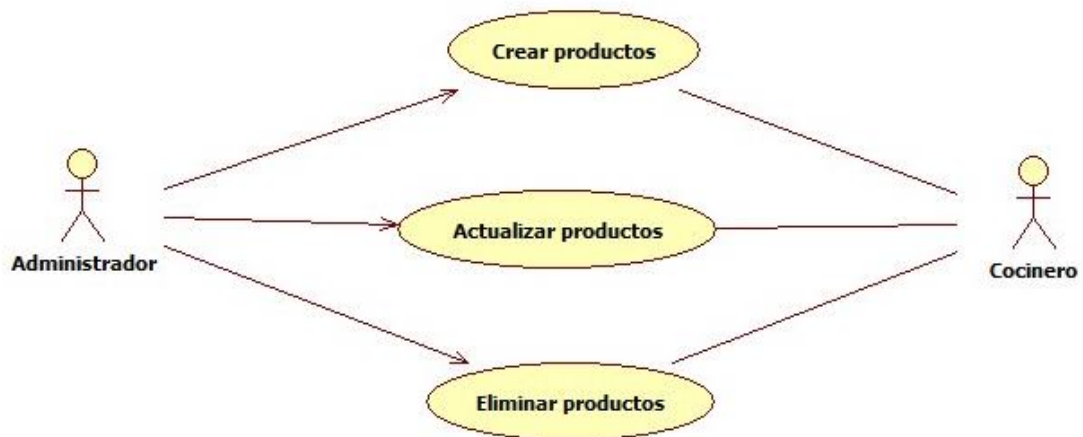 Crear productos
Administrador
Actualizar productos
Cocinero
Eliminar productos